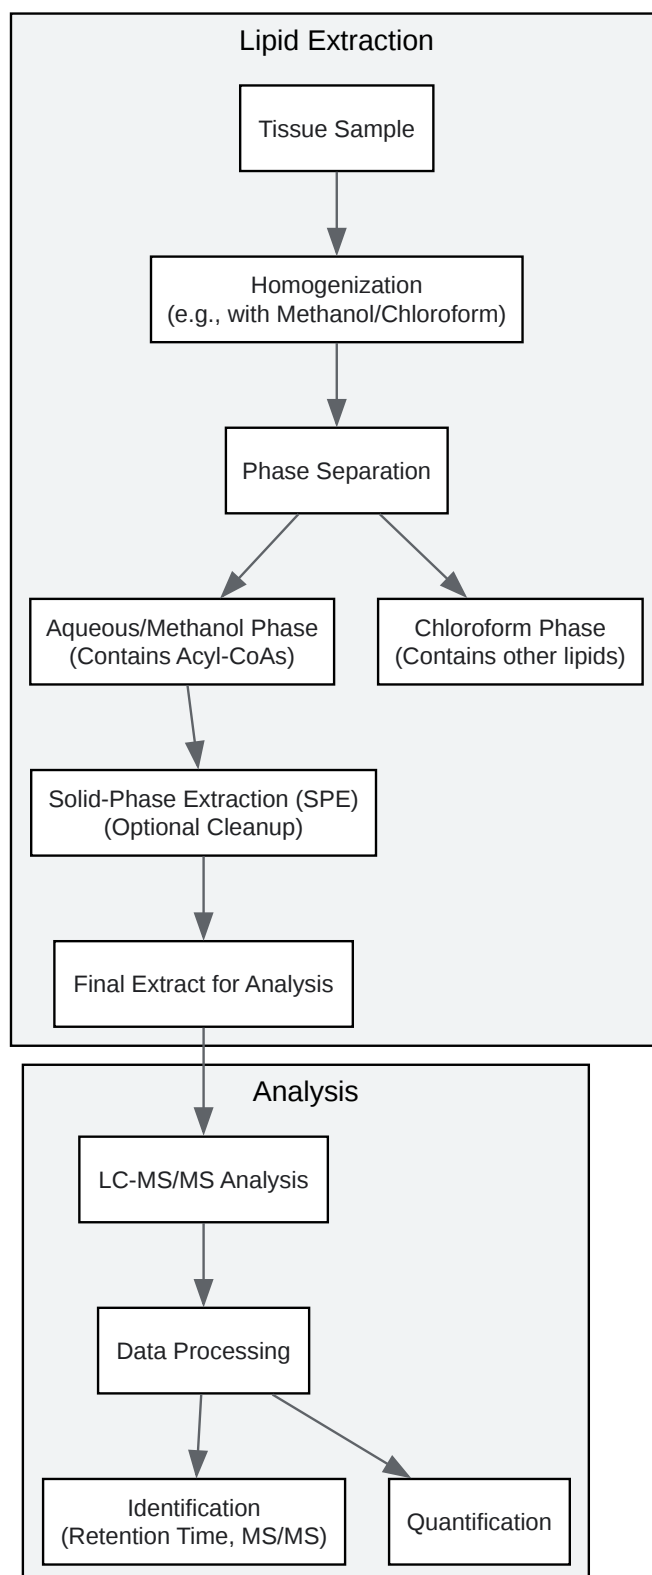 Lipid Extraction
Tissue Sample
Homogenization
(e.g., with Methanol/Chloroform)
Phase Separation
Aqueous/Methanol Phase
(Contains Acyl-CoAs)
Chloroform Phase
(Contains other lipids)
Solid-Phase Extraction (SPE)
(Optional Cleanup)
Final Extract for Analysis
Analysis
LC-MS/MS Analysis
Data Processing
Identification
(Retention Time, MS/MS)
Quantification